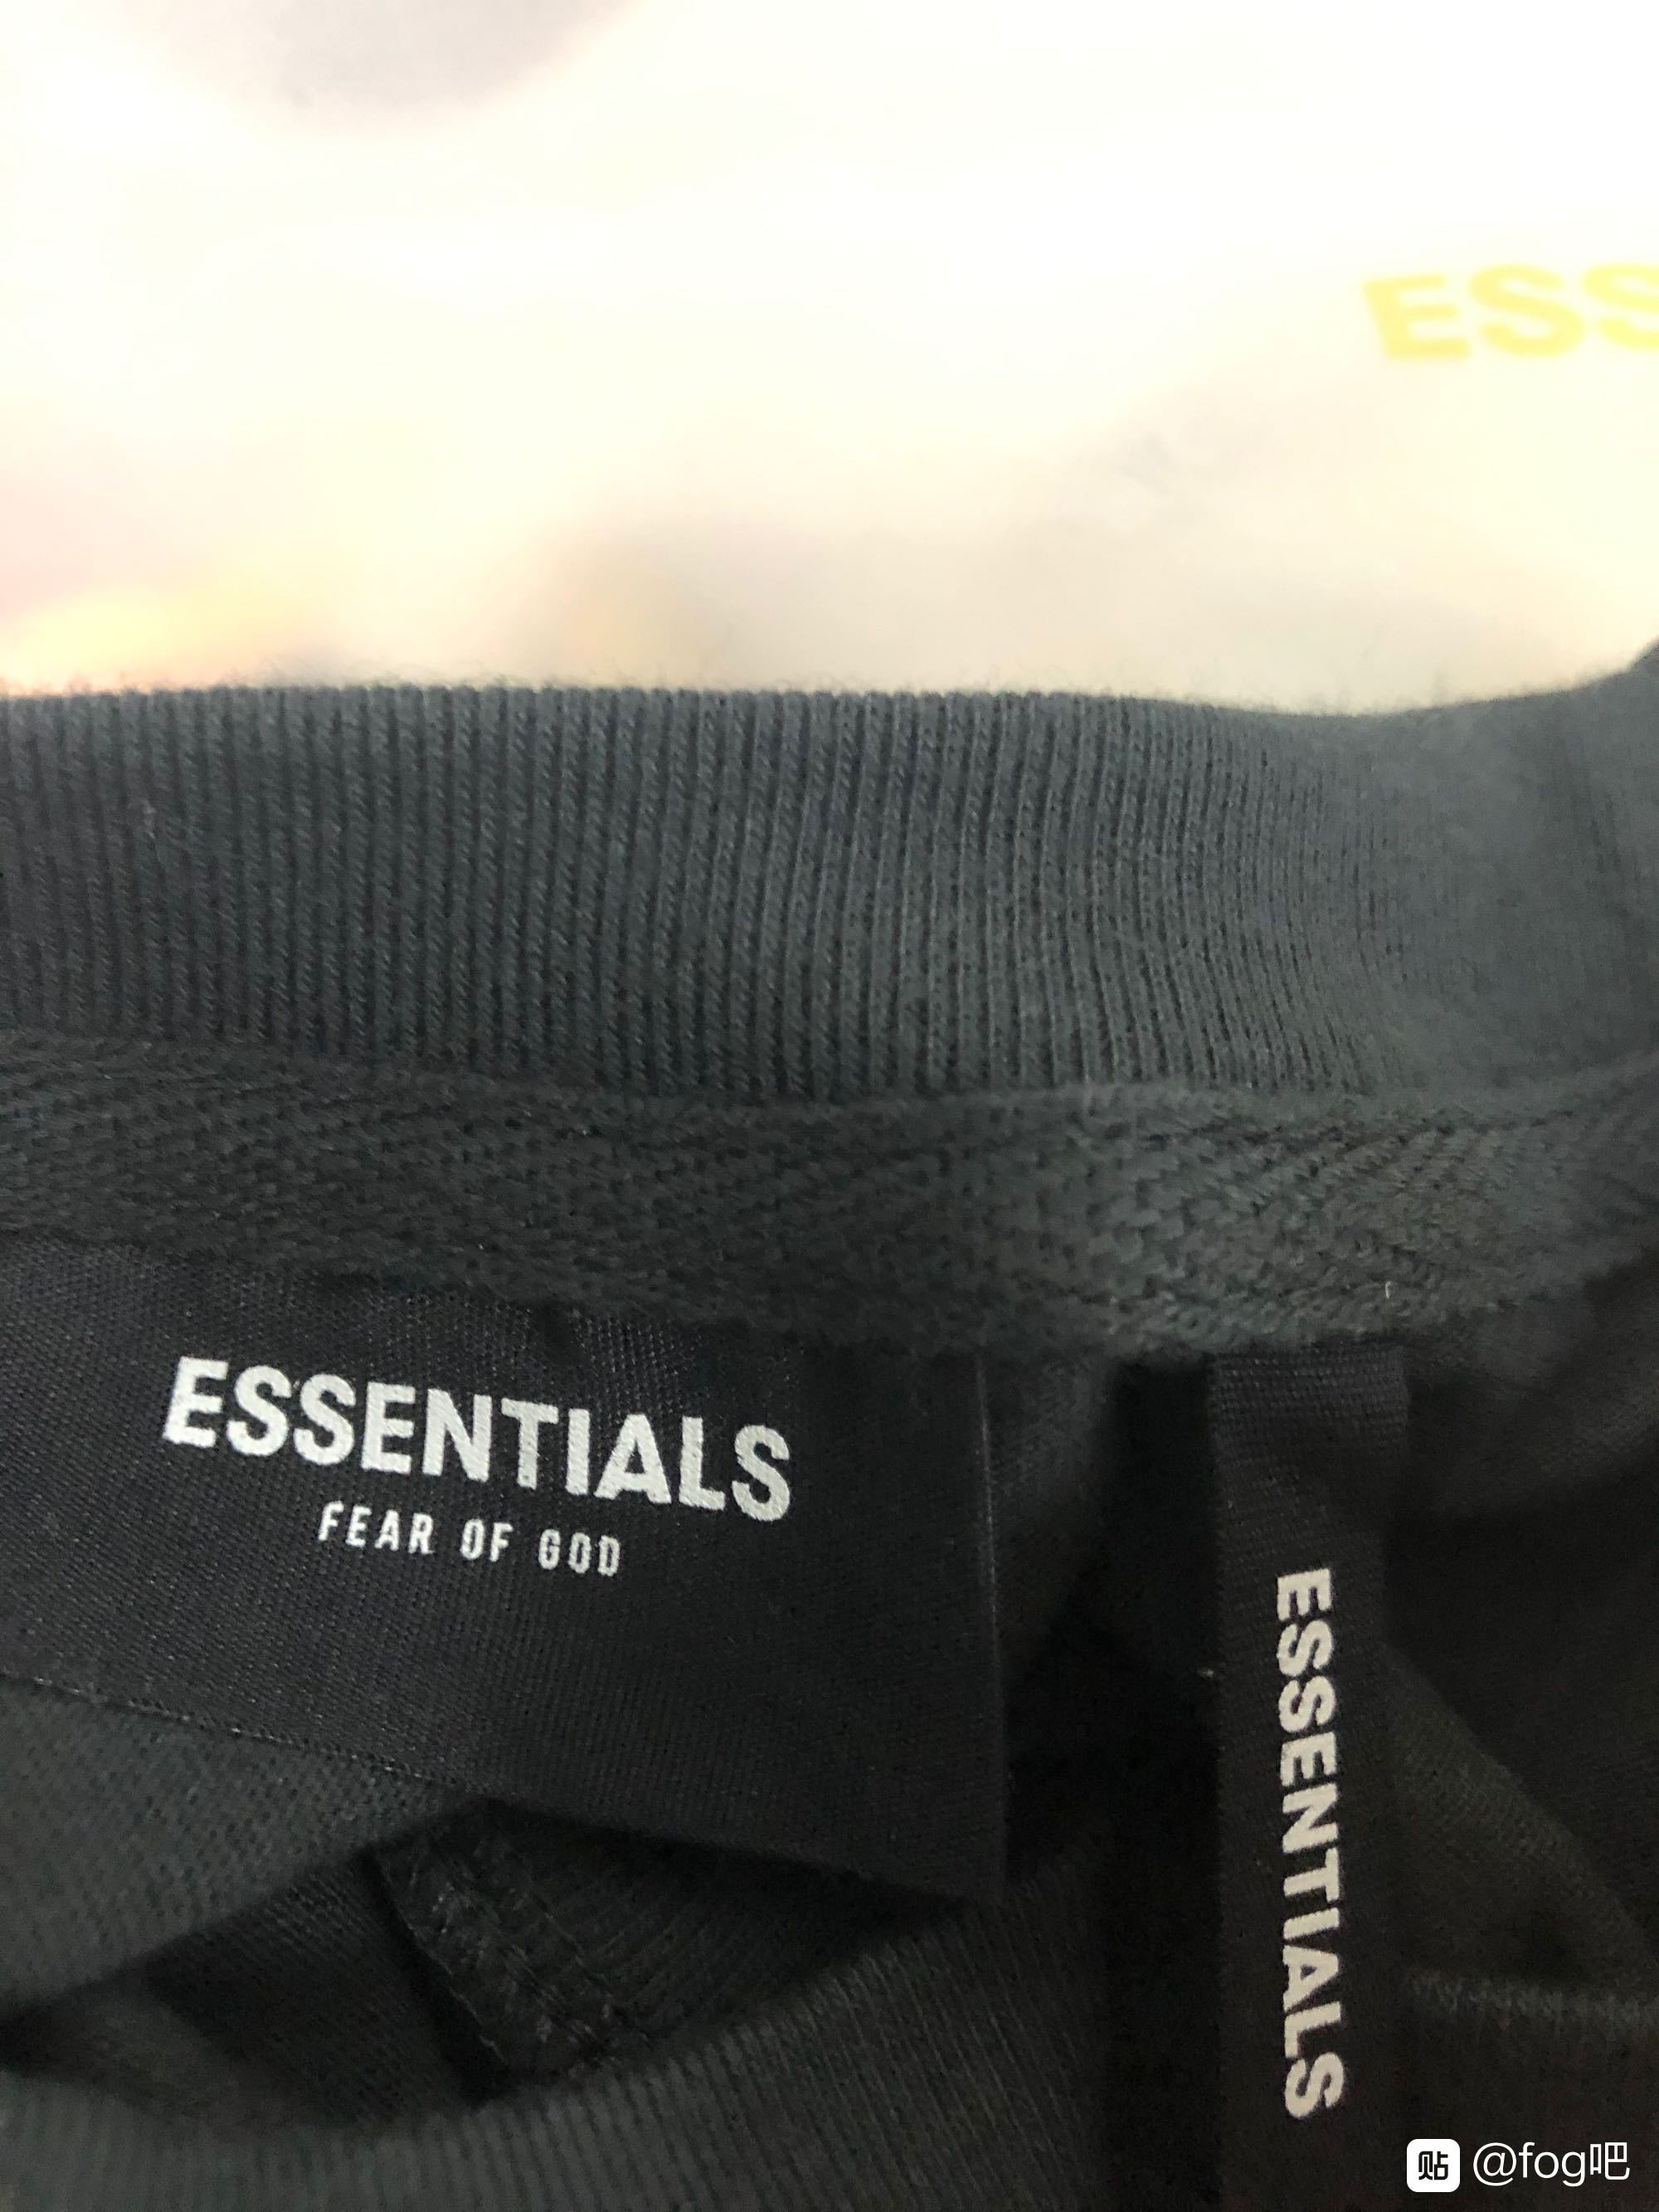 ESS
ESSENTIALS
FEAR OF GOD
ESSENTIALS
贴 @fog吧